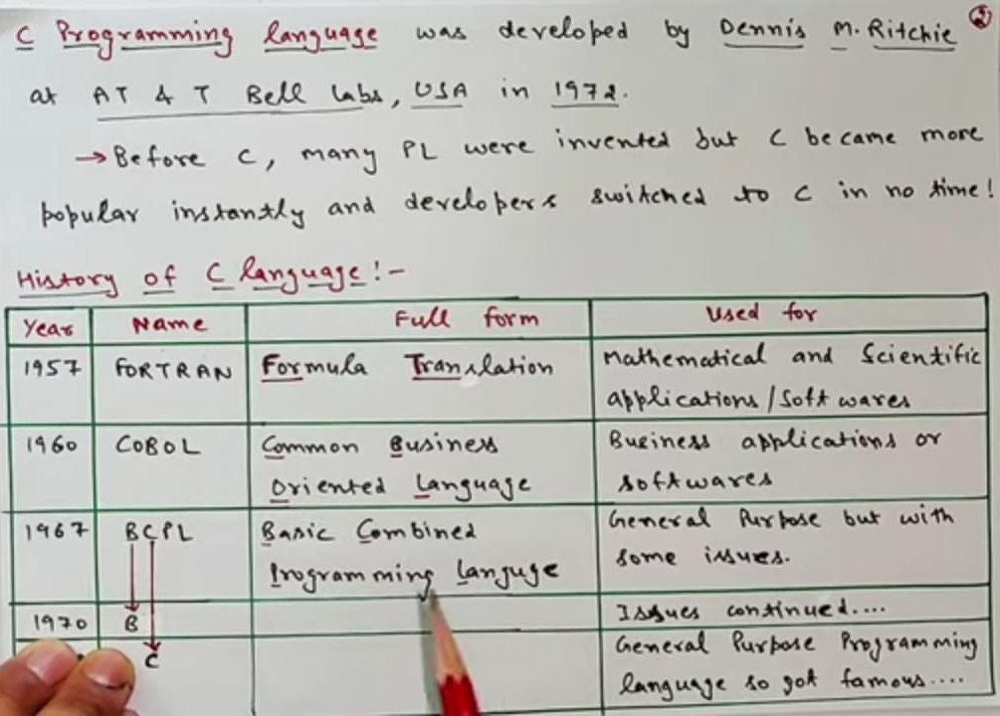 C Programming language was developed by Dennis M. Ritchie 2
at AT & T Bell Labs, USA in 1972.
→ Before C, many PL were invented but C became more
popular instantly and developers switched to C in no time!
History of C language:-
Year Name Full form Used for
1957 FORTRAN Formula Translation Mathematical and Scientific
applications/Softwares
1960 COBOL Common Business Business applications or
Oriented Language softwares
1967 BCPL Basic Combined General Purpose but with
Programming Languge some issues.
1970 B Issues continued....
C General Purpose Programming
language so got famous....